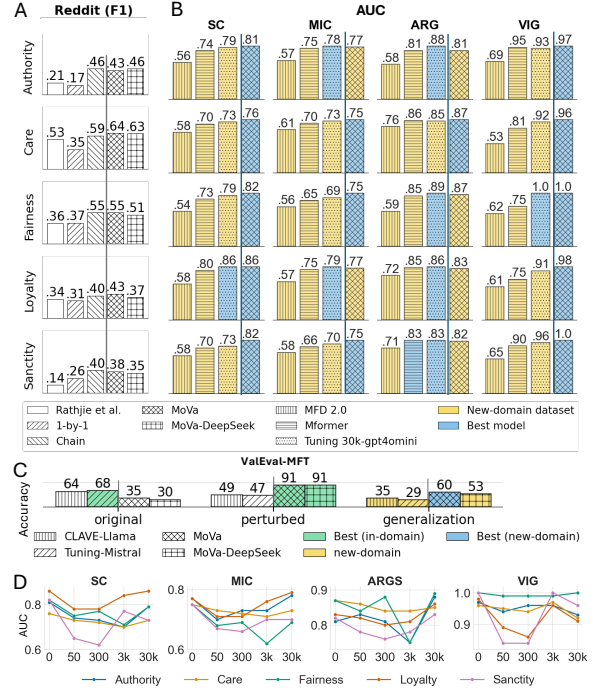 A Reddit (F1) B AUC
SC MIC ARG VIG
Authority .21 .17 .46 .43 .46 .56 .74 .79 .81 .57 .75 .78 .77 .58 .81 .88 .81 .69 .95 .93 .97
Care .53 .35 .59 .64 .63 .58 .70 .73 .76 .61 .70 .73 .75 .76 .86 .85 .87 .53 .81 .92 .96
Fairness .36 .37 .55 .55 .51 .54 .73 .79 .82 .56 .65 .69 .75 .59 .85 .89 .87 .62 .75 1.0 1.0
Loyalty .34 .31 .40 .43 .37 .58 .80 .86 .86 .57 .75 .79 .77 .72 .85 .86 .83 .61 .75 .91 .98
Sanctity .14 .26 .40 .38 .35 .58 .70 .73 .82 .58 .66 .70 .75 .71 .83 .83 .82 .65 .90 .96 1.0
Rathjie et al. MoVa MFD 2.0 New-domain dataset
1-by-1 MoVa-DeepSeek Mformer Best model
Chain Tuning 30k-gpt4omini
C ValEval-MFT
Accuracy 64 68 35 30 49 47 91 91 35 29 60 53
original perturbed generalization
CLAVE-Llama MoVa Best (in-domain) Best (new-domain)
Tuning-Mistral MoVa-DeepSeek new-domain
D SC MIC ARGS VIG
AUC
0.8 0.8 0.9 1.0
0.8 0.9
0.6 0.6
0 50 300 3k 30k 0 50 300 3k 30k 0 50 300 3k 30k 0 50 300 3k 30k
Authority Care Fairness Loyalty Sanctity